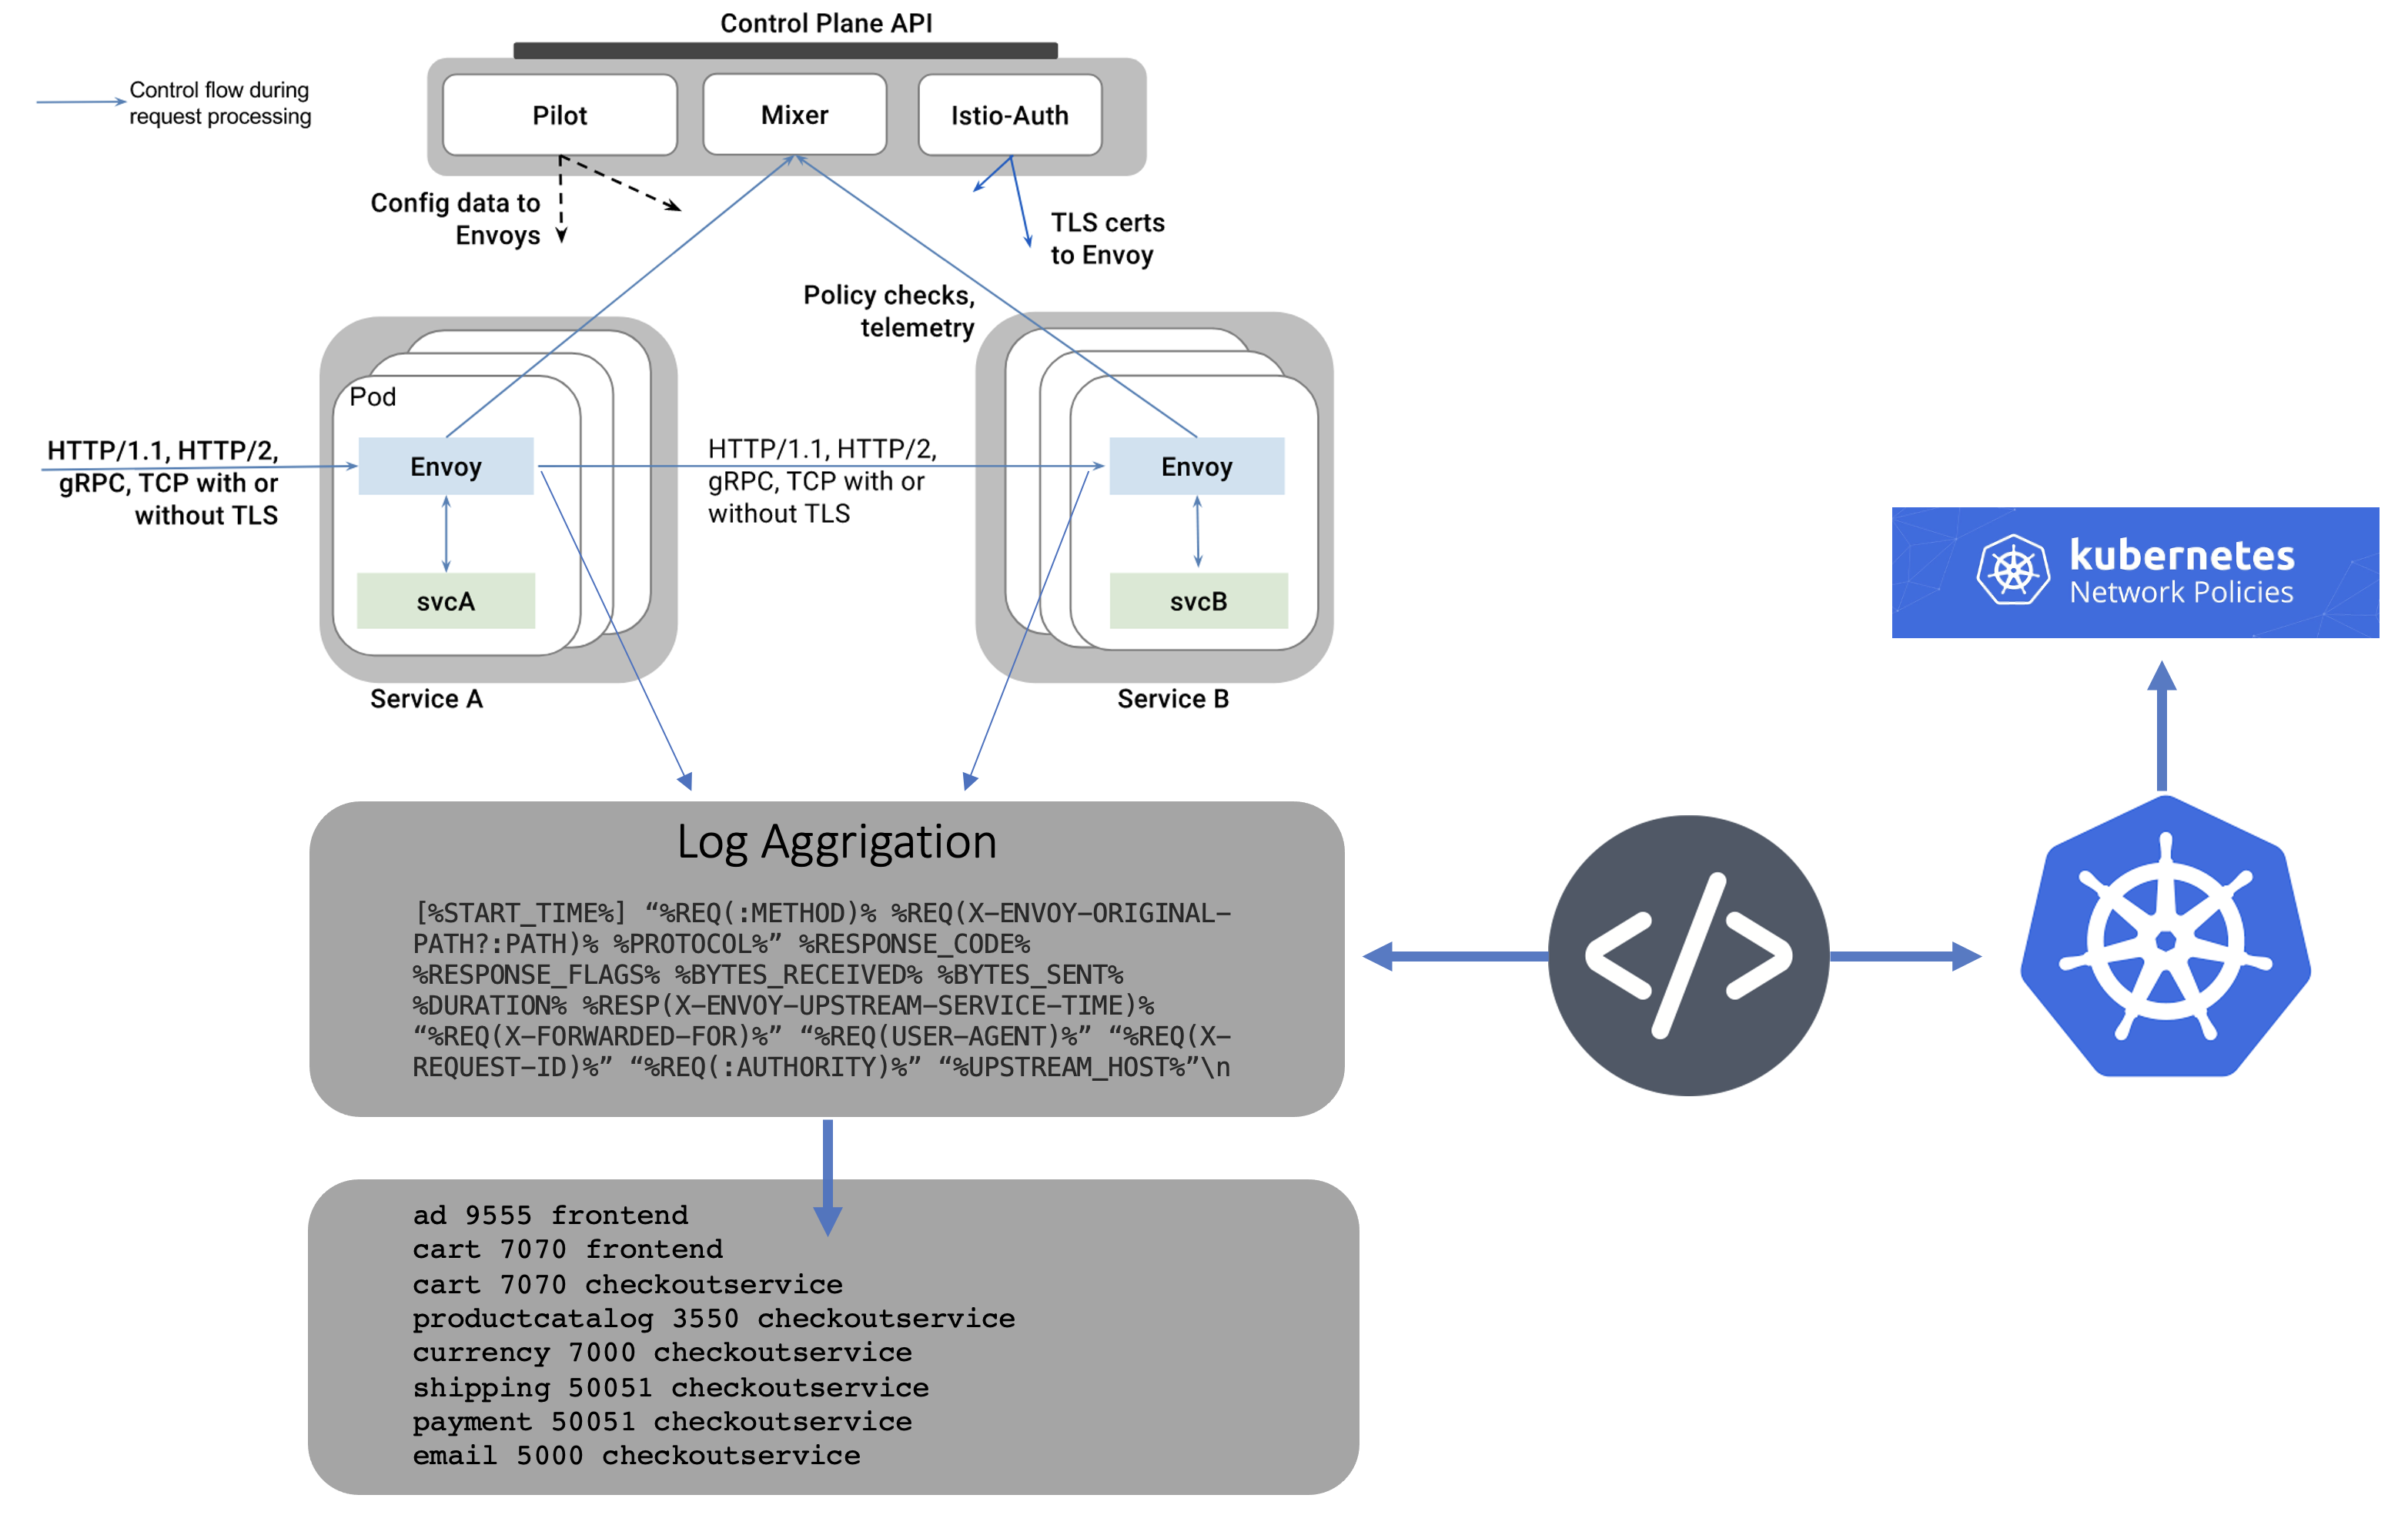 Control Plane API
Control flow during
request processing
Pilot
Mixer
Istio-Auth
Config data to
Envoys
TLS certs
to Envoy
Policy checks,
telemetry
Pod
HTTP/1.1, HTTP/2,
gRPC, TCP with or
without TLS
Envoy
HTTP/1.1, HTTP/2,
gRPC, TCP with or
without TLS
Envoy
svcA
svcB
Service A
Service B
kubernetes
Network Policies
Log Aggrigation
[%START_TIME%] “%REQ(:METHOD)% %REQ(X-ENVOY-ORIGINAL-
PATH?:PATH)% %PROTOCOL%” %RESPONSE_CODE%
%RESPONSE_FLAGS% %BYTES_RECEIVED% %BYTES_SENT%
%DURATION% %RESP(X-ENVOY-UPSTREAM-SERVICE-TIME)%
“%REQ(X-FORWARDED-FOR)%” “%REQ(USER-AGENT)%” “%REQ(X-
REQUEST-ID)%” “%REQ(:AUTHORITY)%” “%UPSTREAM_HOST%”\n
</>
ad 9555 frontend
cart 7070 frontend
cart 7070 checkoutservice
productcatalog 3550 checkoutservice
currency 7000 checkoutservice
shipping 50051 checkoutservice
payment 50051 checkoutservice
email 5000 checkoutservice